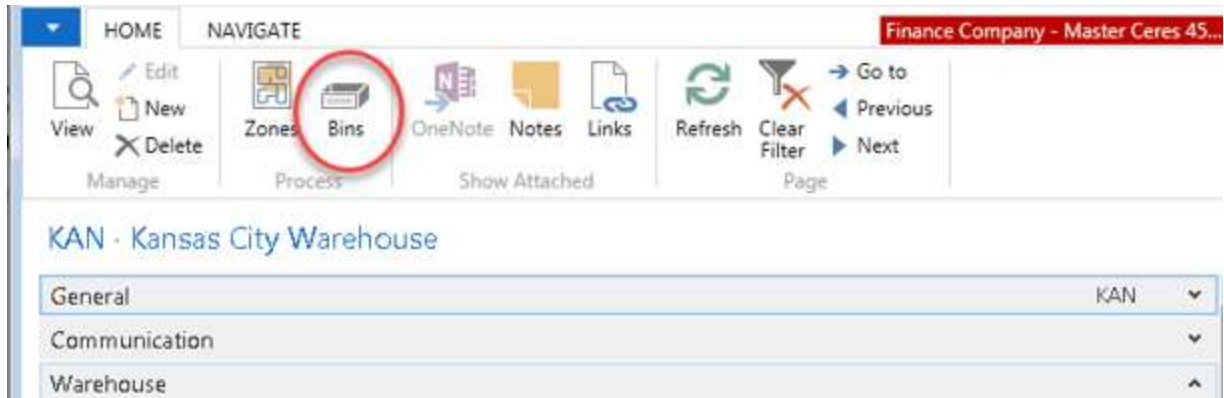 HOME NAVIGATE Finance Company - Master Ceres 45...
View
Edit
New
Delete
Manage
Zones Bins
Process
OneNote Notes Links
Show Attached
Refresh Clear
Filter
Go to
Previous
Next
Page
KAN · Kansas City Warehouse
General KAN
Communication
Warehouse